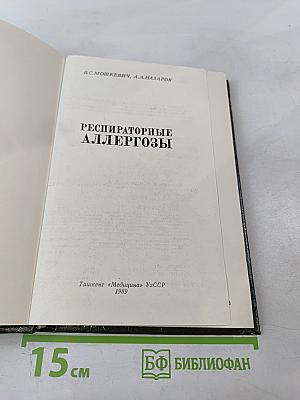 В.С.МОШКЕВИЧ, А.А.НАЗАРОВ
РЕСПИРАТОРНЫЕ
АЛЛЕРГОЗЫ
Ташкент «Медицина» УзССР
1989
15 см
БФ БИБЛИОФАН